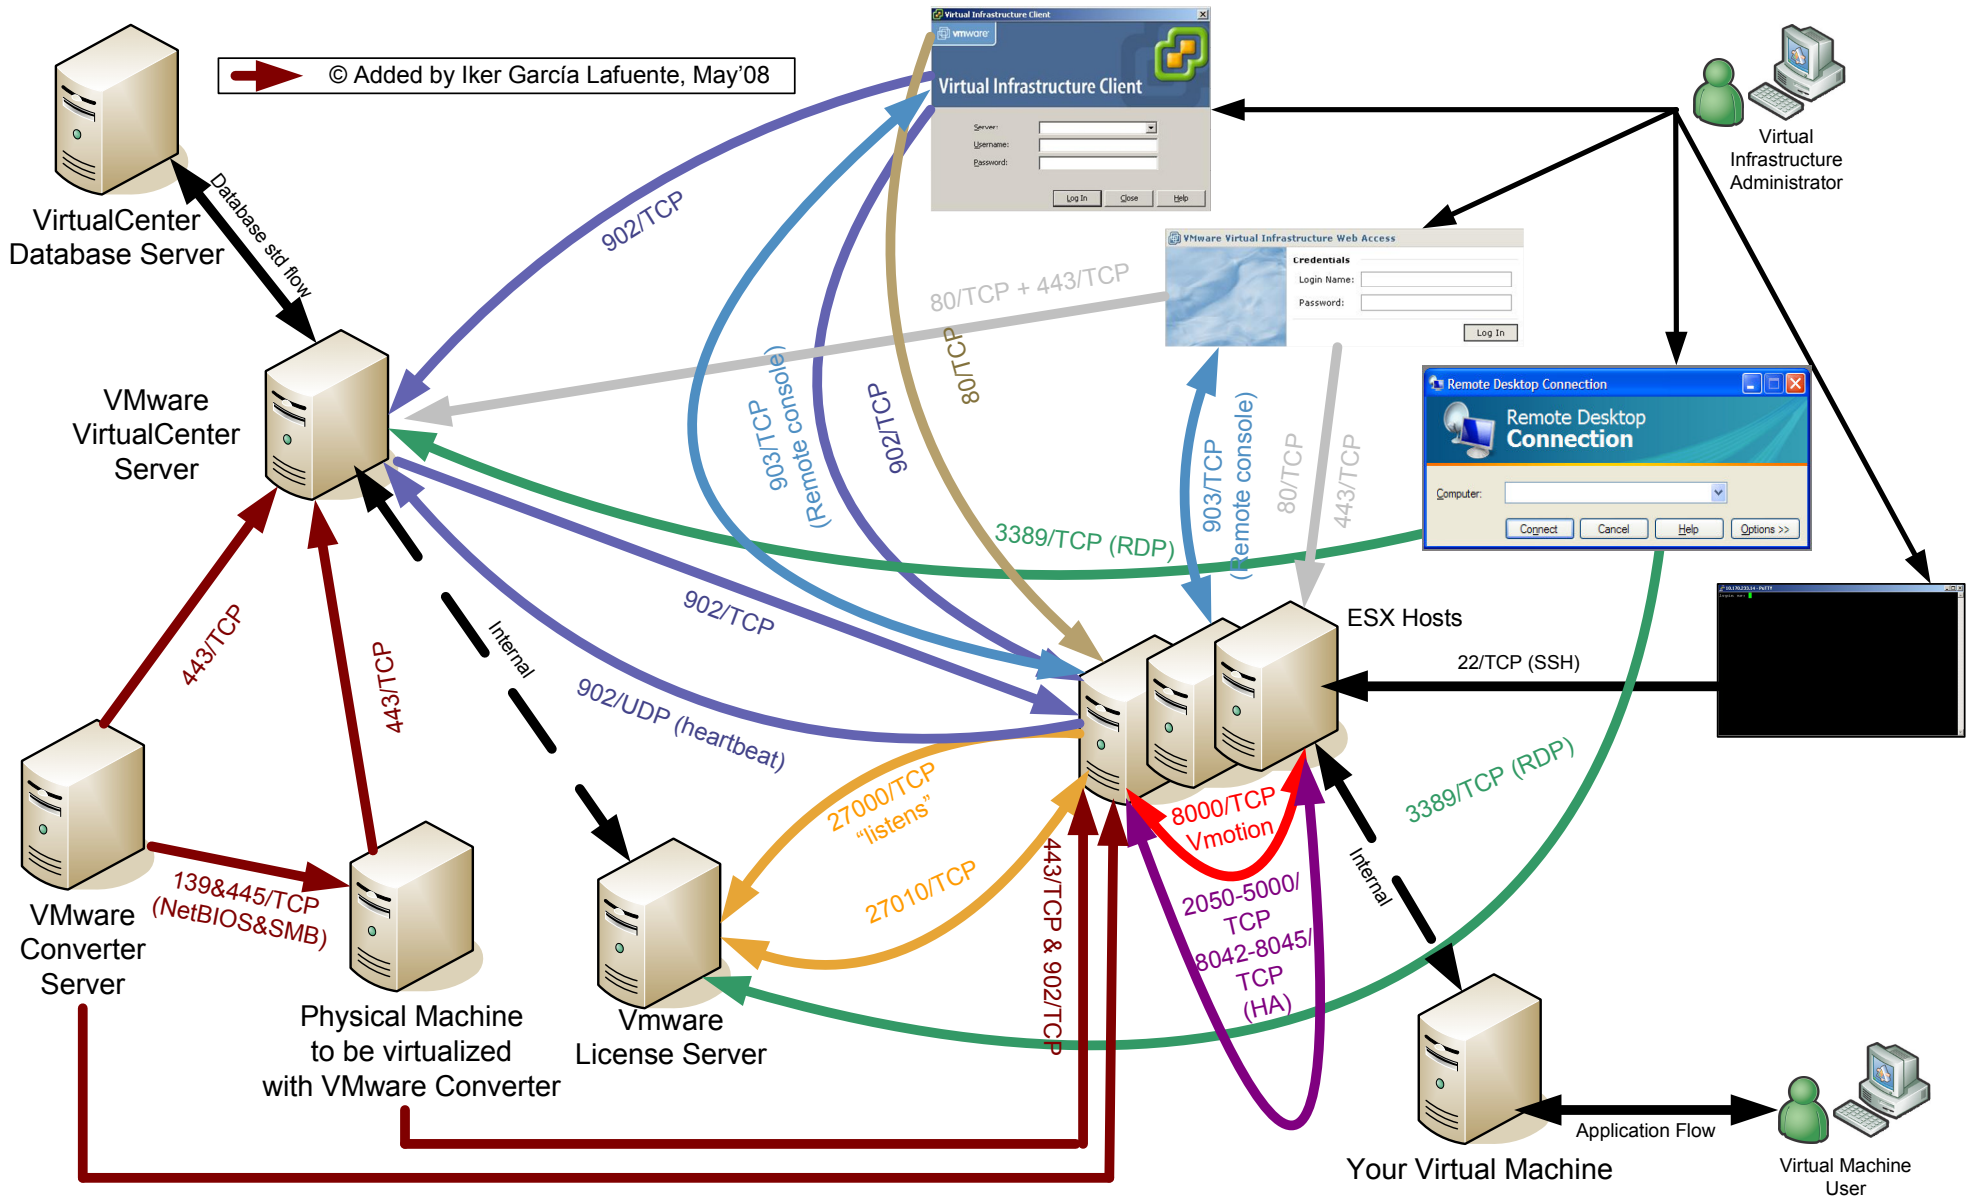 Virtual Infrastructure Client
vmware
Virtual Infrastructure Client
Server:
Username:
Password:
Log In
Close
Help
© Added by Iker García Lafuente, May'08
Virtual
Infrastructure
Administrator
VirtualCenter
Database Server
Database std flow
902/TCP
80/TCP + 443/TCP
VMware Virtual Infrastructure Web Access
Credentials
Login Name:
Password:
Log In
80/TCP
903/TCP
(Remote console)
902/TCP
903/TCP
(Remote console)
80/TCP
443/TCP
Remote Desktop Connection
Remote Desktop
Connection
Computer:
Connect
Cancel
Help
Options >>
VMware
VirtualCenter
Server
3389/TCP (RDP)
902/TCP
902/UDP (heartbeat)
Internal
443/TCP
443/TCP
ESX Hosts
22/TCP (SSH)
3389/TCP (RDP)
27000/TCP
“listens”
27010/TCP
8000/TCP
Vmotion
2050-5000/
TCP
8042-8045/
TCP
(HA)
443/TCP & 902/TCP
Internal
139&445/TCP
(NetBIOS&SMB)
VMware
Converter
Server
Physical Machine
to be virtualized
with VMware Converter
Vmware
License Server
Your Virtual Machine
Application Flow
Virtual Machine
User